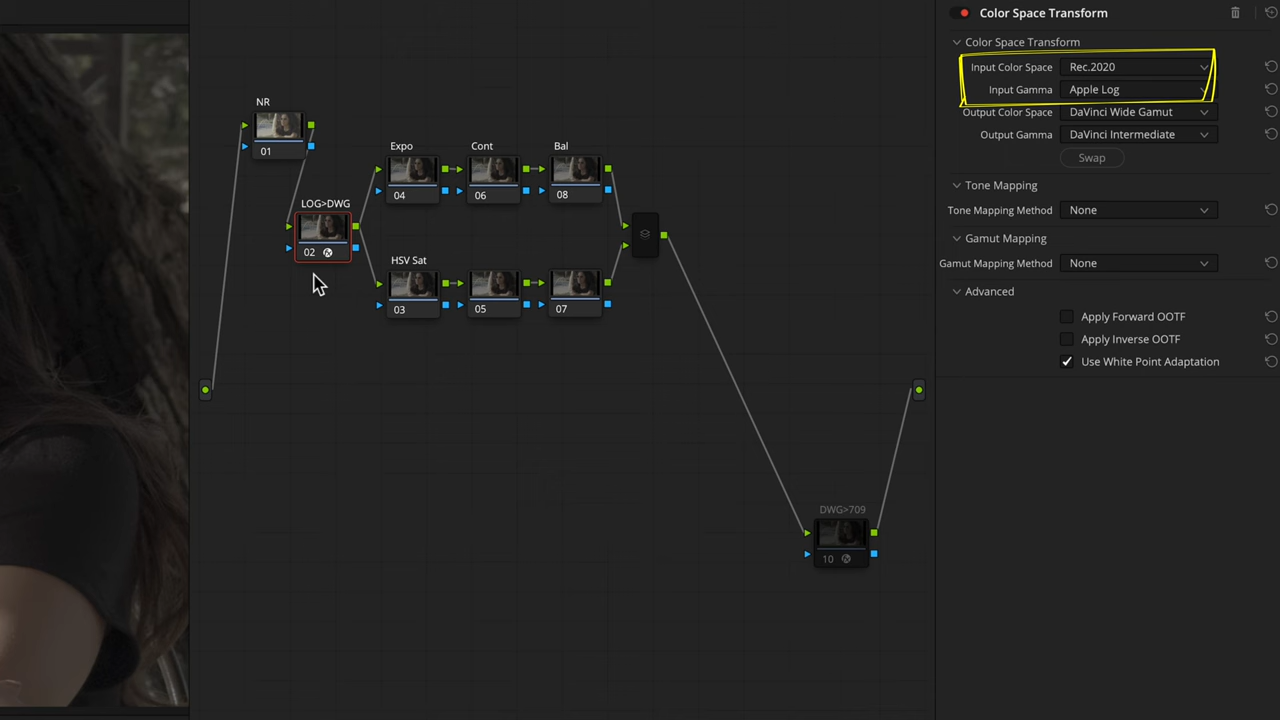 Color Space Transform
Color Space Transform
Input Color Space Rec.2020
Input Gamma Apple Log
Output Color Space DaVinci Wide Gamut
Output Gamma DaVinci Intermediate
Swap
Tone Mapping
Tone Mapping Method None
Gamut Mapping
Gamut Mapping Method None
Advanced
Apply Forward OOTF
Apply Inverse OOTF
Use White Point Adaptation
NR
01
LOG>DWG
02
Expo
04
Cont
06
Bal
08
HSV Sat
03
05
07
DWG>709
10